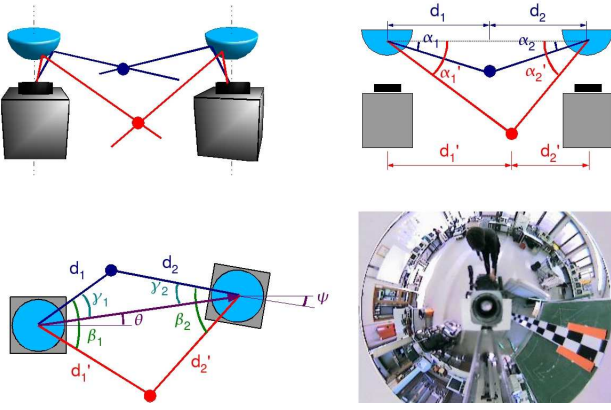 d₁ d₂
α₁ α₂
α₁' α₂'
d₁' d₂'
d₁ d₂
γ₁ γ₂
θ ψ
β₁ β₂
d₁' d₂'